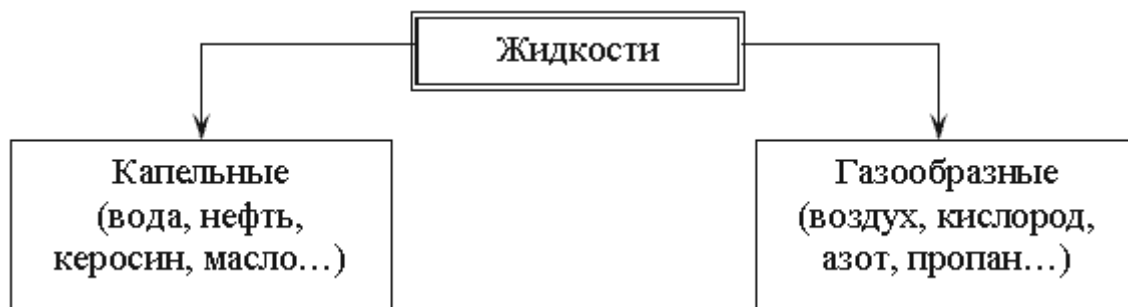 Жидкости
Капельные
(вода, нефть,
керосин, масло…)
Газообразные
(воздух, кислород,
азот, пропан…)